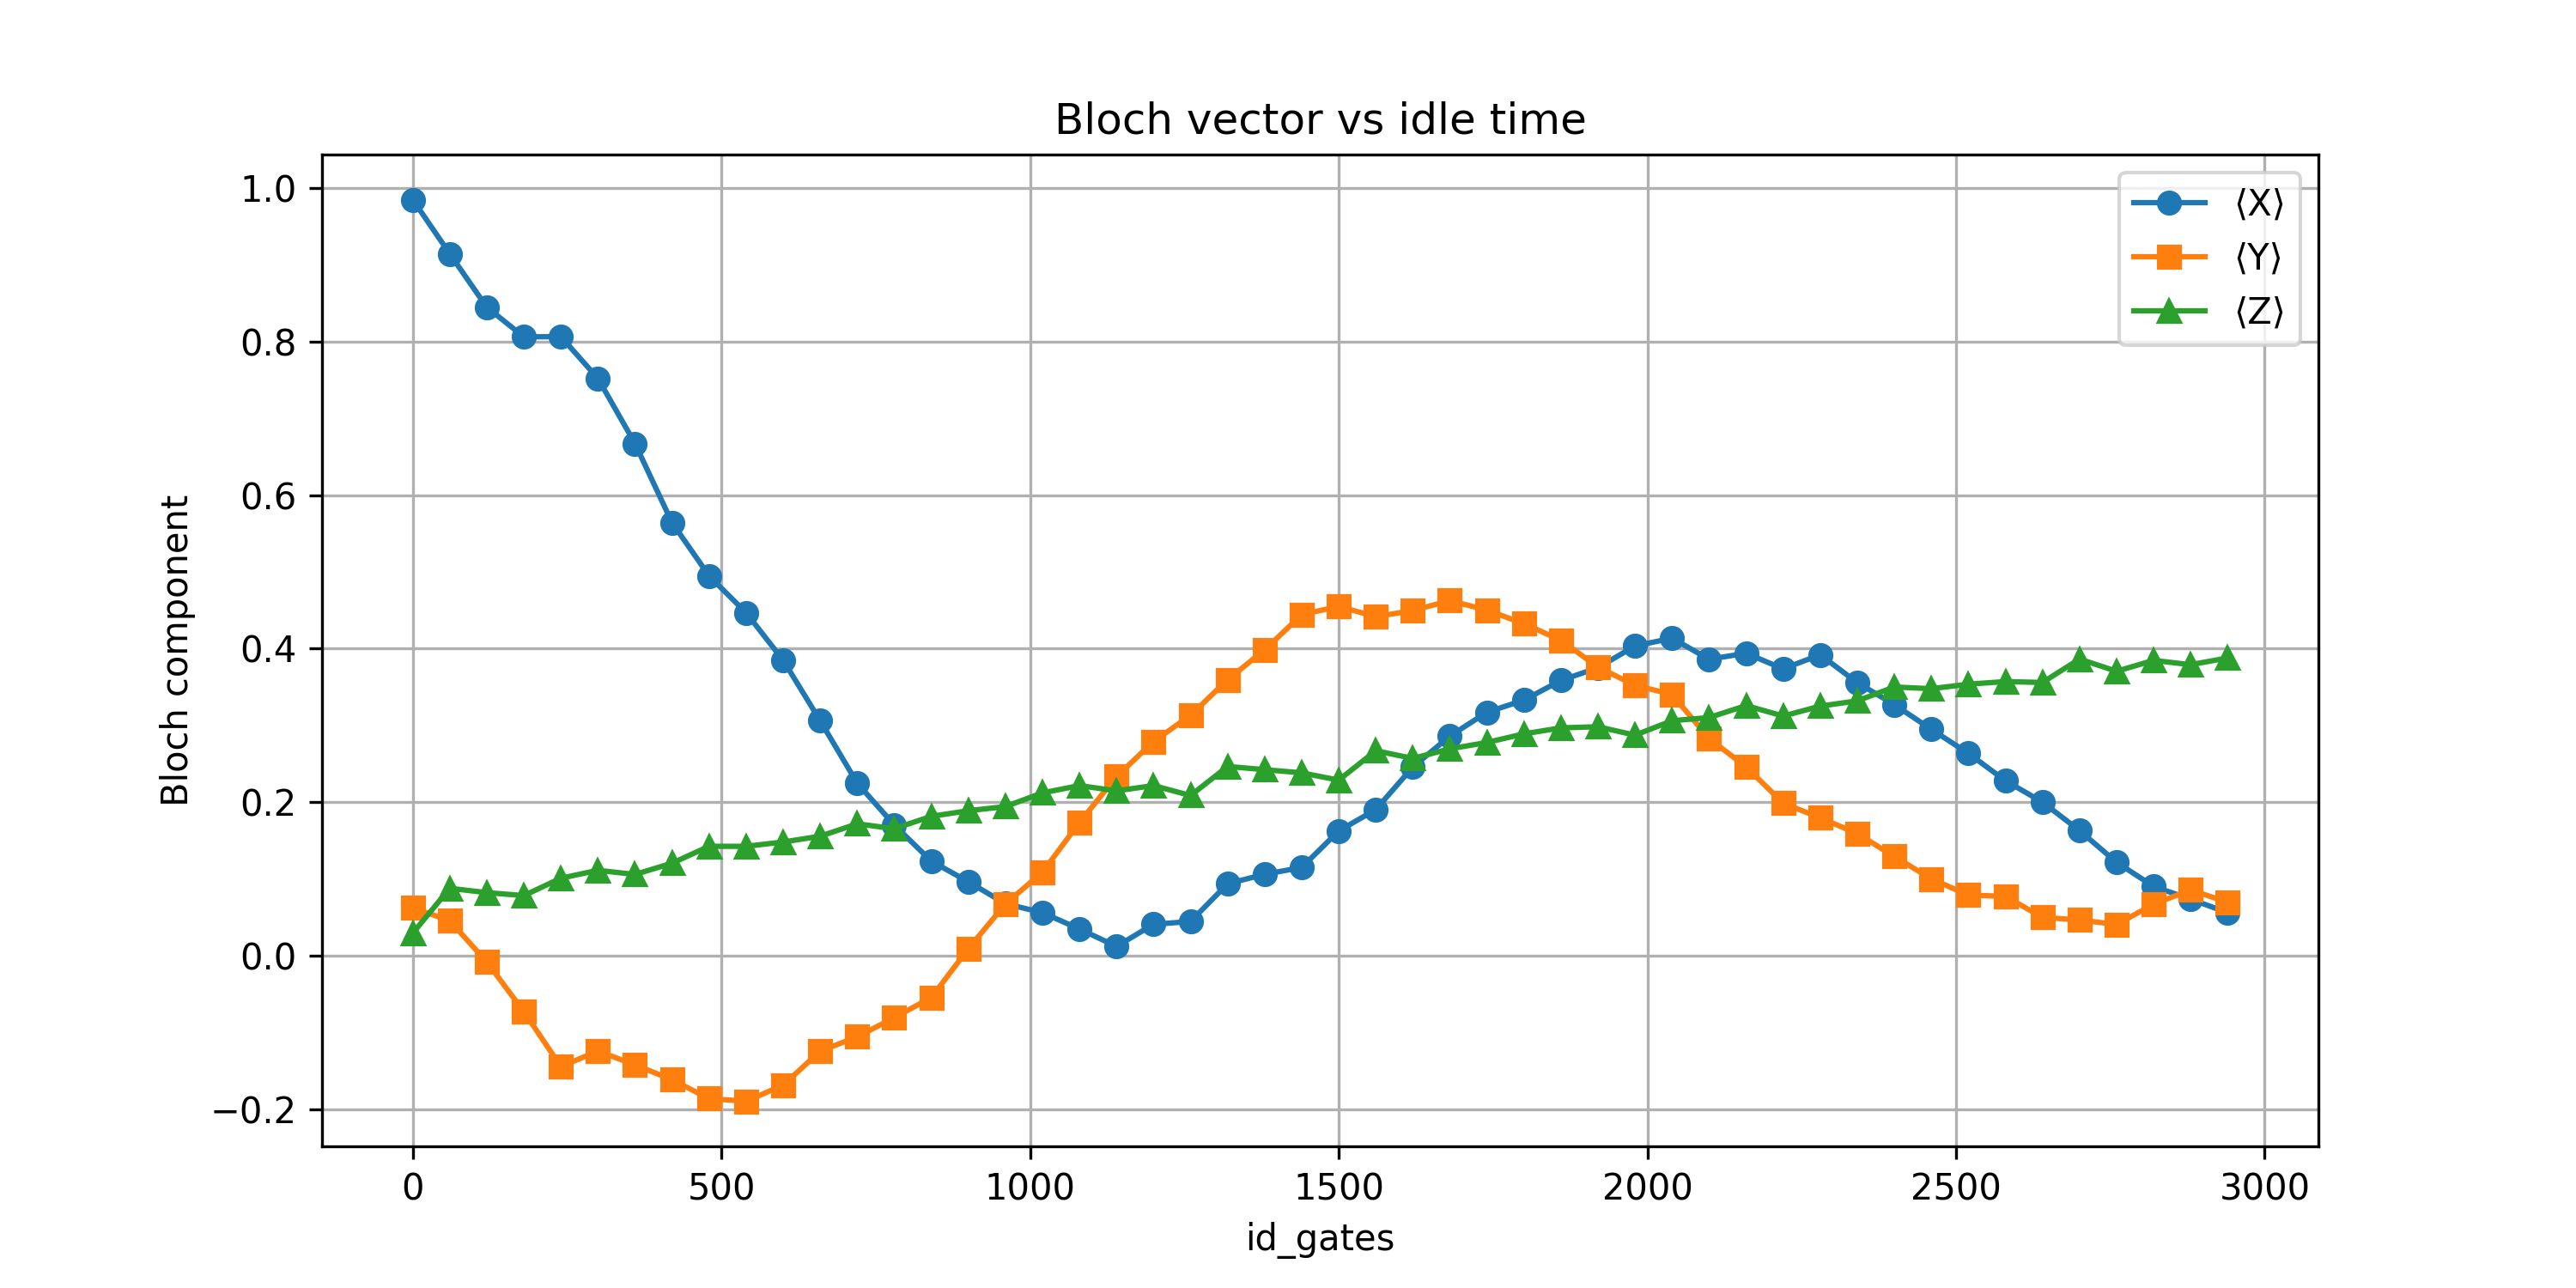 Bloch vector vs idle time
⟨X⟩
⟨Y⟩
⟨Z⟩
Bloch component
1.0
0.8
0.6
0.4
0.2
0.0
−0.2
0 500 1000 1500 2000 2500 3000
id_gates